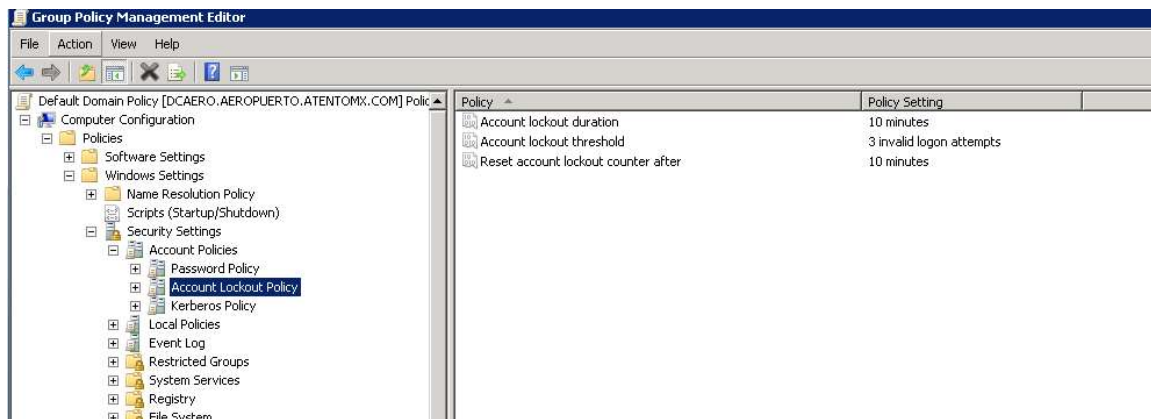 Group Policy Management Editor
File Action View Help
Default Domain Policy [DCAERO.AEROPUERTO.ATENTOMX.COM] Polic
Computer Configuration
Policies
Software Settings
Windows Settings
Name Resolution Policy
Scripts (Startup/Shutdown)
Security Settings
Account Policies
Password Policy
Account Lockout Policy
Kerberos Policy
Local Policies
Event Log
Restricted Groups
System Services
Registry
File System
Policy Policy Setting
Account lockout duration 10 minutes
Account lockout threshold 3 invalid logon attempts
Reset account lockout counter after 10 minutes